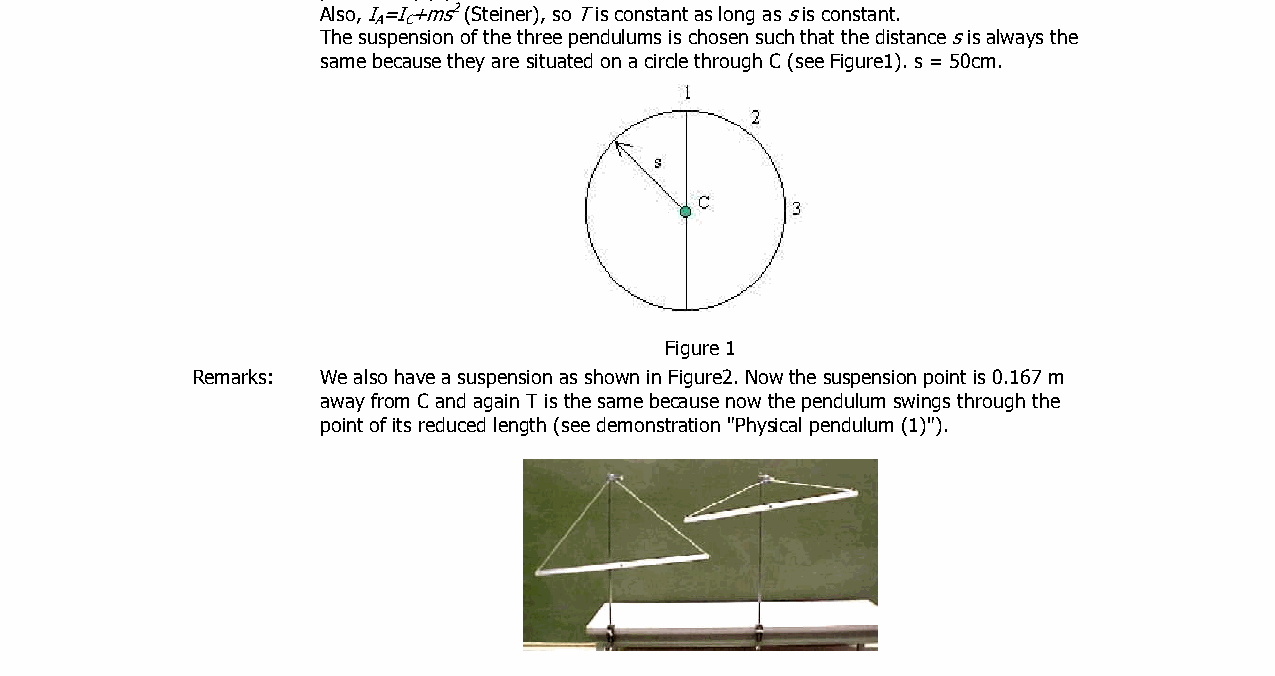 Also, I_A=I_C+ms² (Steiner), so T is constant as long as s is constant.
The suspension of the three pendulums is chosen such that the distance s is always the
same because they are situated on a circle through C (see Figure1). s = 50cm.
1
2
s
C
3
Figure 1
Remarks: We also have a suspension as shown in Figure2. Now the suspension point is 0.167 m
away from C and again T is the same because now the pendulum swings through the
point of its reduced length (see demonstration "Physical pendulum (1)").